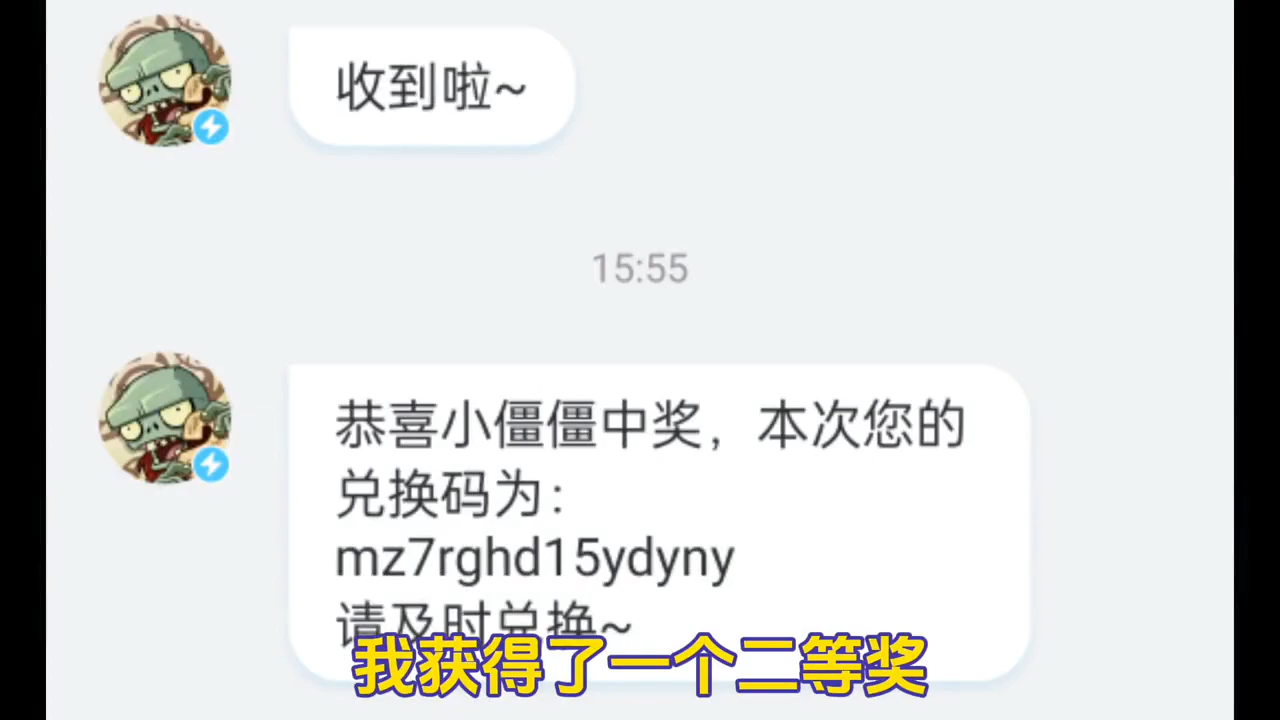 收到啦~
15:55
恭喜小僵僵中奖，本次您的
兑换码为：
mz7rghd15ydyny
请及时兑换~
我获得了一个二等奖